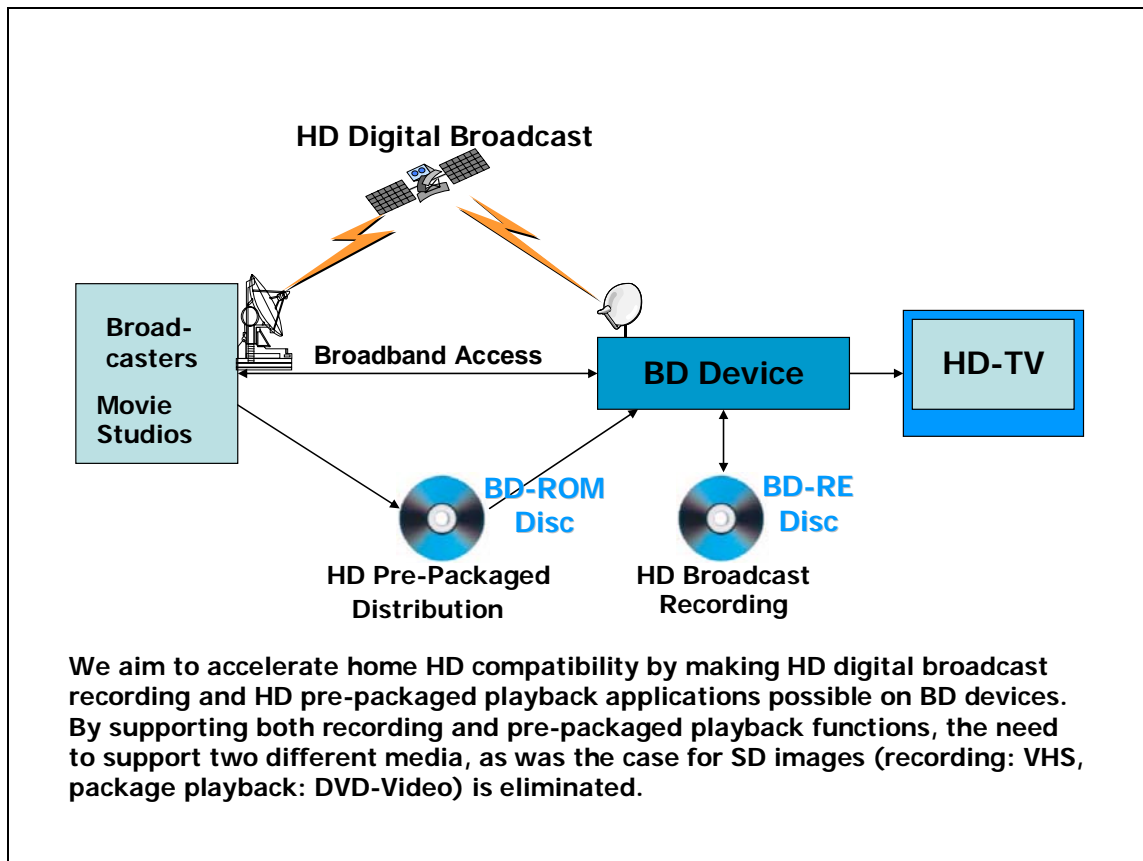 HD Digital Broadcast
Broad-
casters
Movie
Studios
Broadband Access
BD Device
HD-TV
BD-ROM
Disc
BD-RE
Disc
HD Pre-Packaged
Distribution
HD Broadcast
Recording
We aim to accelerate home HD compatibility by making HD digital broadcast
recording and HD pre-packaged playback applications possible on BD devices.
By supporting both recording and pre-packaged playback functions, the need
to support two different media, as was the case for SD images (recording: VHS,
package playback: DVD-Video) is eliminated.